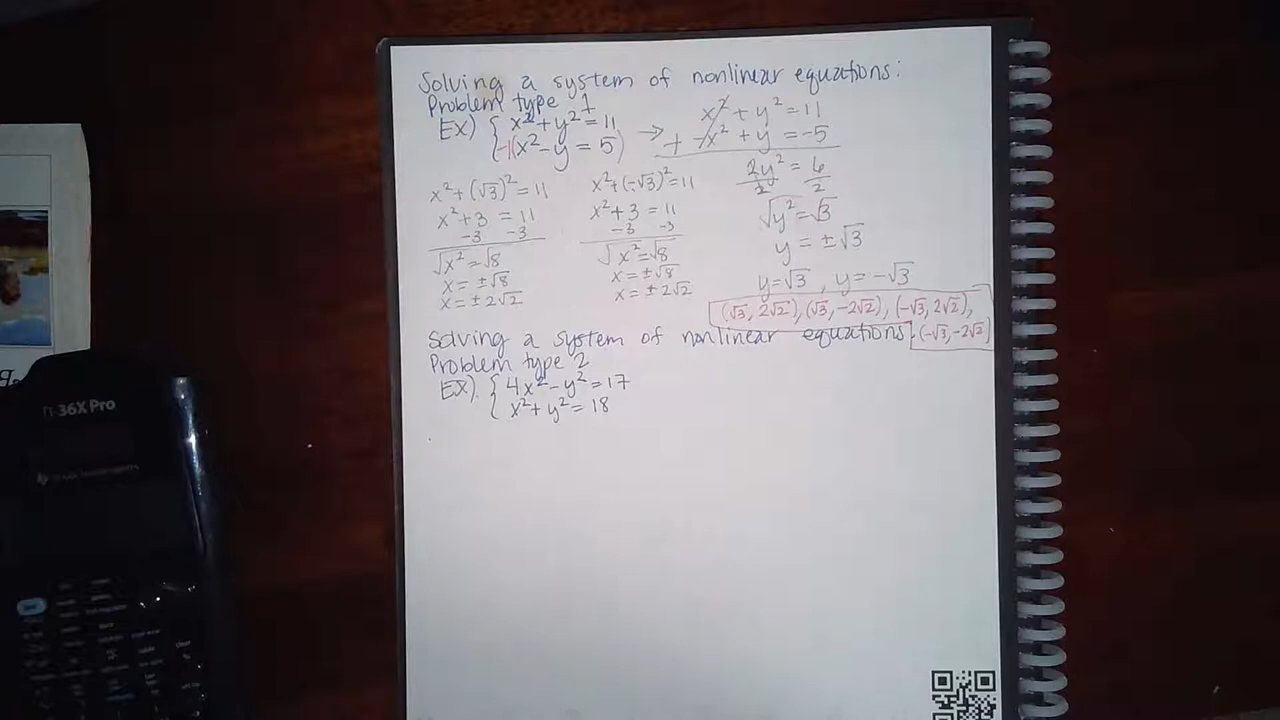 Solving a system of nonlinear equations:
Problem type 1
EX) { x² + y² = 11
-1(x² - y = 5)
→ x² + y² = 11
+ -x² + y = -5
2y² = 6
2 2
√y² = √3
y = ±√3
y = √3, y = -√3
x² + (√3)² = 11
x² + 3 = 11
-3 -3
√x² = √8
x = ±√8
x = ±2√2
x² + (-√3)² = 11
x² + 3 = 11
-3 -3
√x² = √8
x = ±√8
x = ±2√2
(√3, 2√2), (√3, -2√2), (-√3, 2√2),
(-√3, -2√2)
Solving a system of nonlinear equations:
Problem type 2
EX) { 4x² - y² = 17
x² + y² = 18
TI-36X Pro